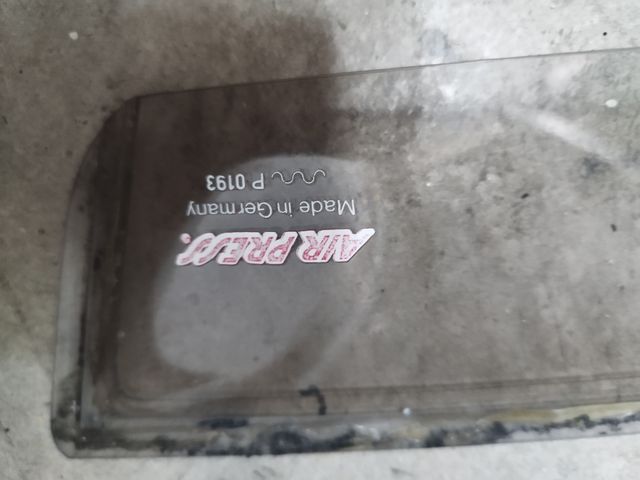 AIR PRESS.
Made in Germany
P 0193